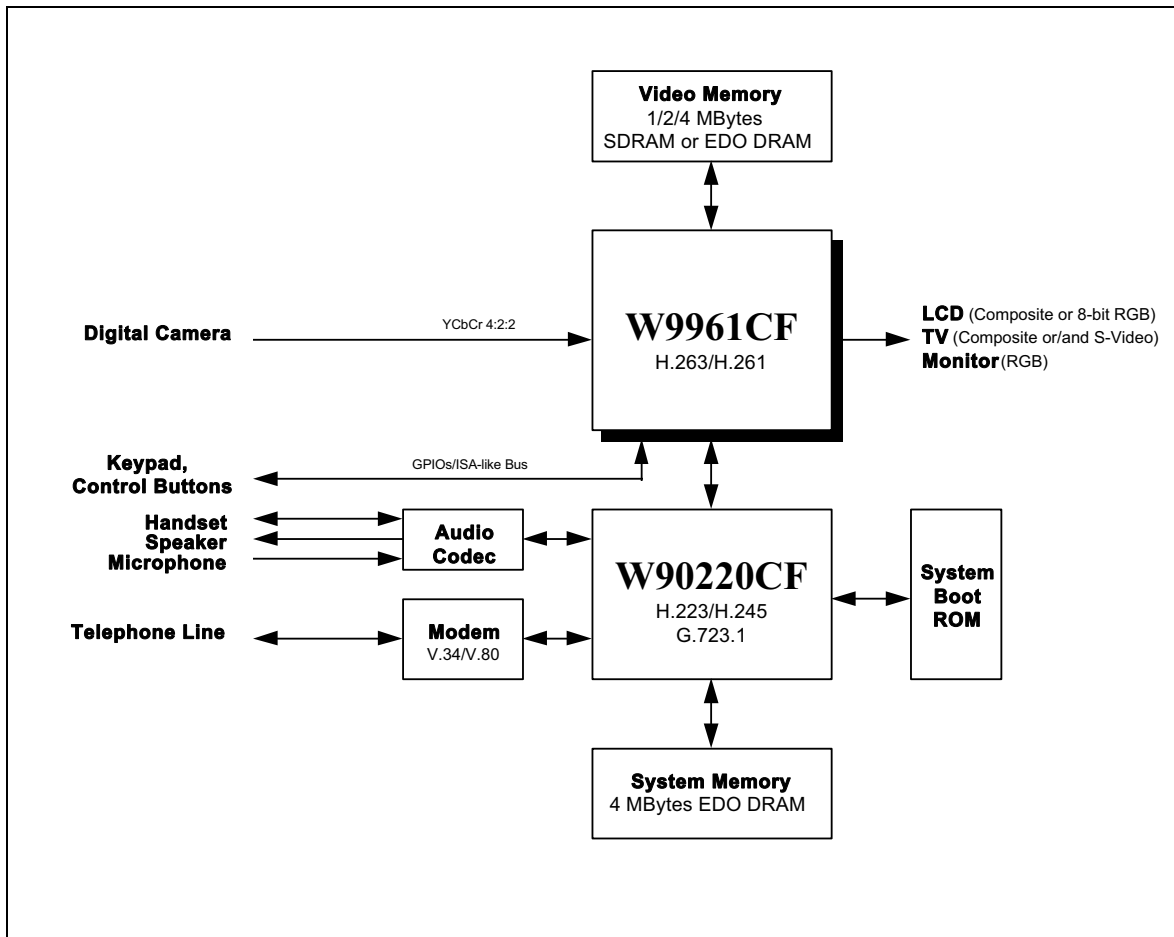 Video Memory
1/2/4 MBytes
SDRAM or EDO DRAM
W9961CF
H.263/H.261
Digital Camera
YCbCr 4:2:2
LCD (Composite or 8-bit RGB)
TV (Composite or/and S-Video)
Monitor(RGB)
Keypad,
Control Buttons
GPIOs/ISA-like Bus
Handset
Speaker
Microphone
Audio
Codec
W90220CF
H.223/H.245
G.723.1
System
Boot
ROM
Telephone Line
Modem
V.34/V.80
System Memory
4 MBytes EDO DRAM